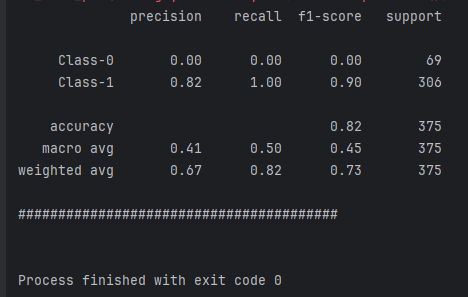 precision recall f1-score support
Class-0 0.00 0.00 0.00 69
Class-1 0.82 1.00 0.90 306
accuracy 0.82 375
macro avg 0.41 0.50 0.45 375
weighted avg 0.67 0.82 0.73 375
########################################
Process finished with exit code 0